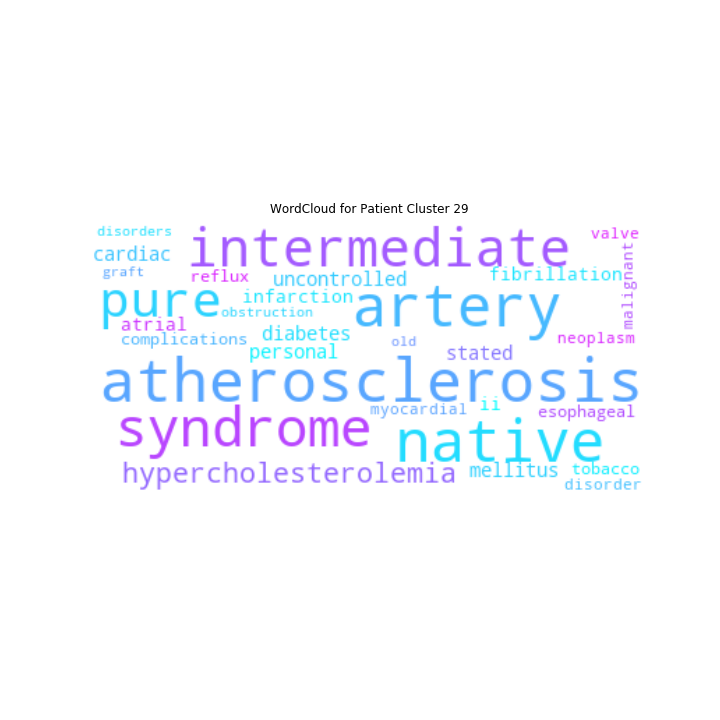 WordCloud for Patient Cluster 29
disorders
intermediate
valve
cardiac
graft
reflux
uncontrolled
fibrillation
malignant
pure
infarction
artery
obstruction
atrial
complications
diabetes
old
neoplasm
personal
stated
atherosclerosis
syndrome
myocardial
ii
esophageal
native
hypercholesterolemia
mellitus
tobacco
disorder